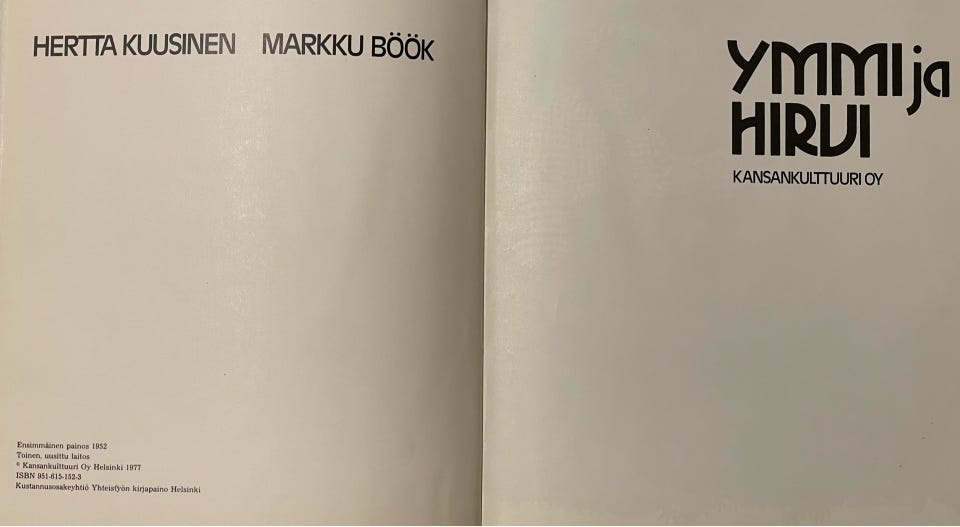 HERTTA KUUSINEN MARKKU BÖÖK
Ensimmäinen painos 1952
Toinen, uusittu laitos
© Kansankulttuuri Oy Helsinki 1977
ISBN 951-615-152-3
Kustannusosakeyhtiö Yhteistyön kirjapaino Helsinki
YMMI ja
HIRVI
KANSANKULTTUURI OY